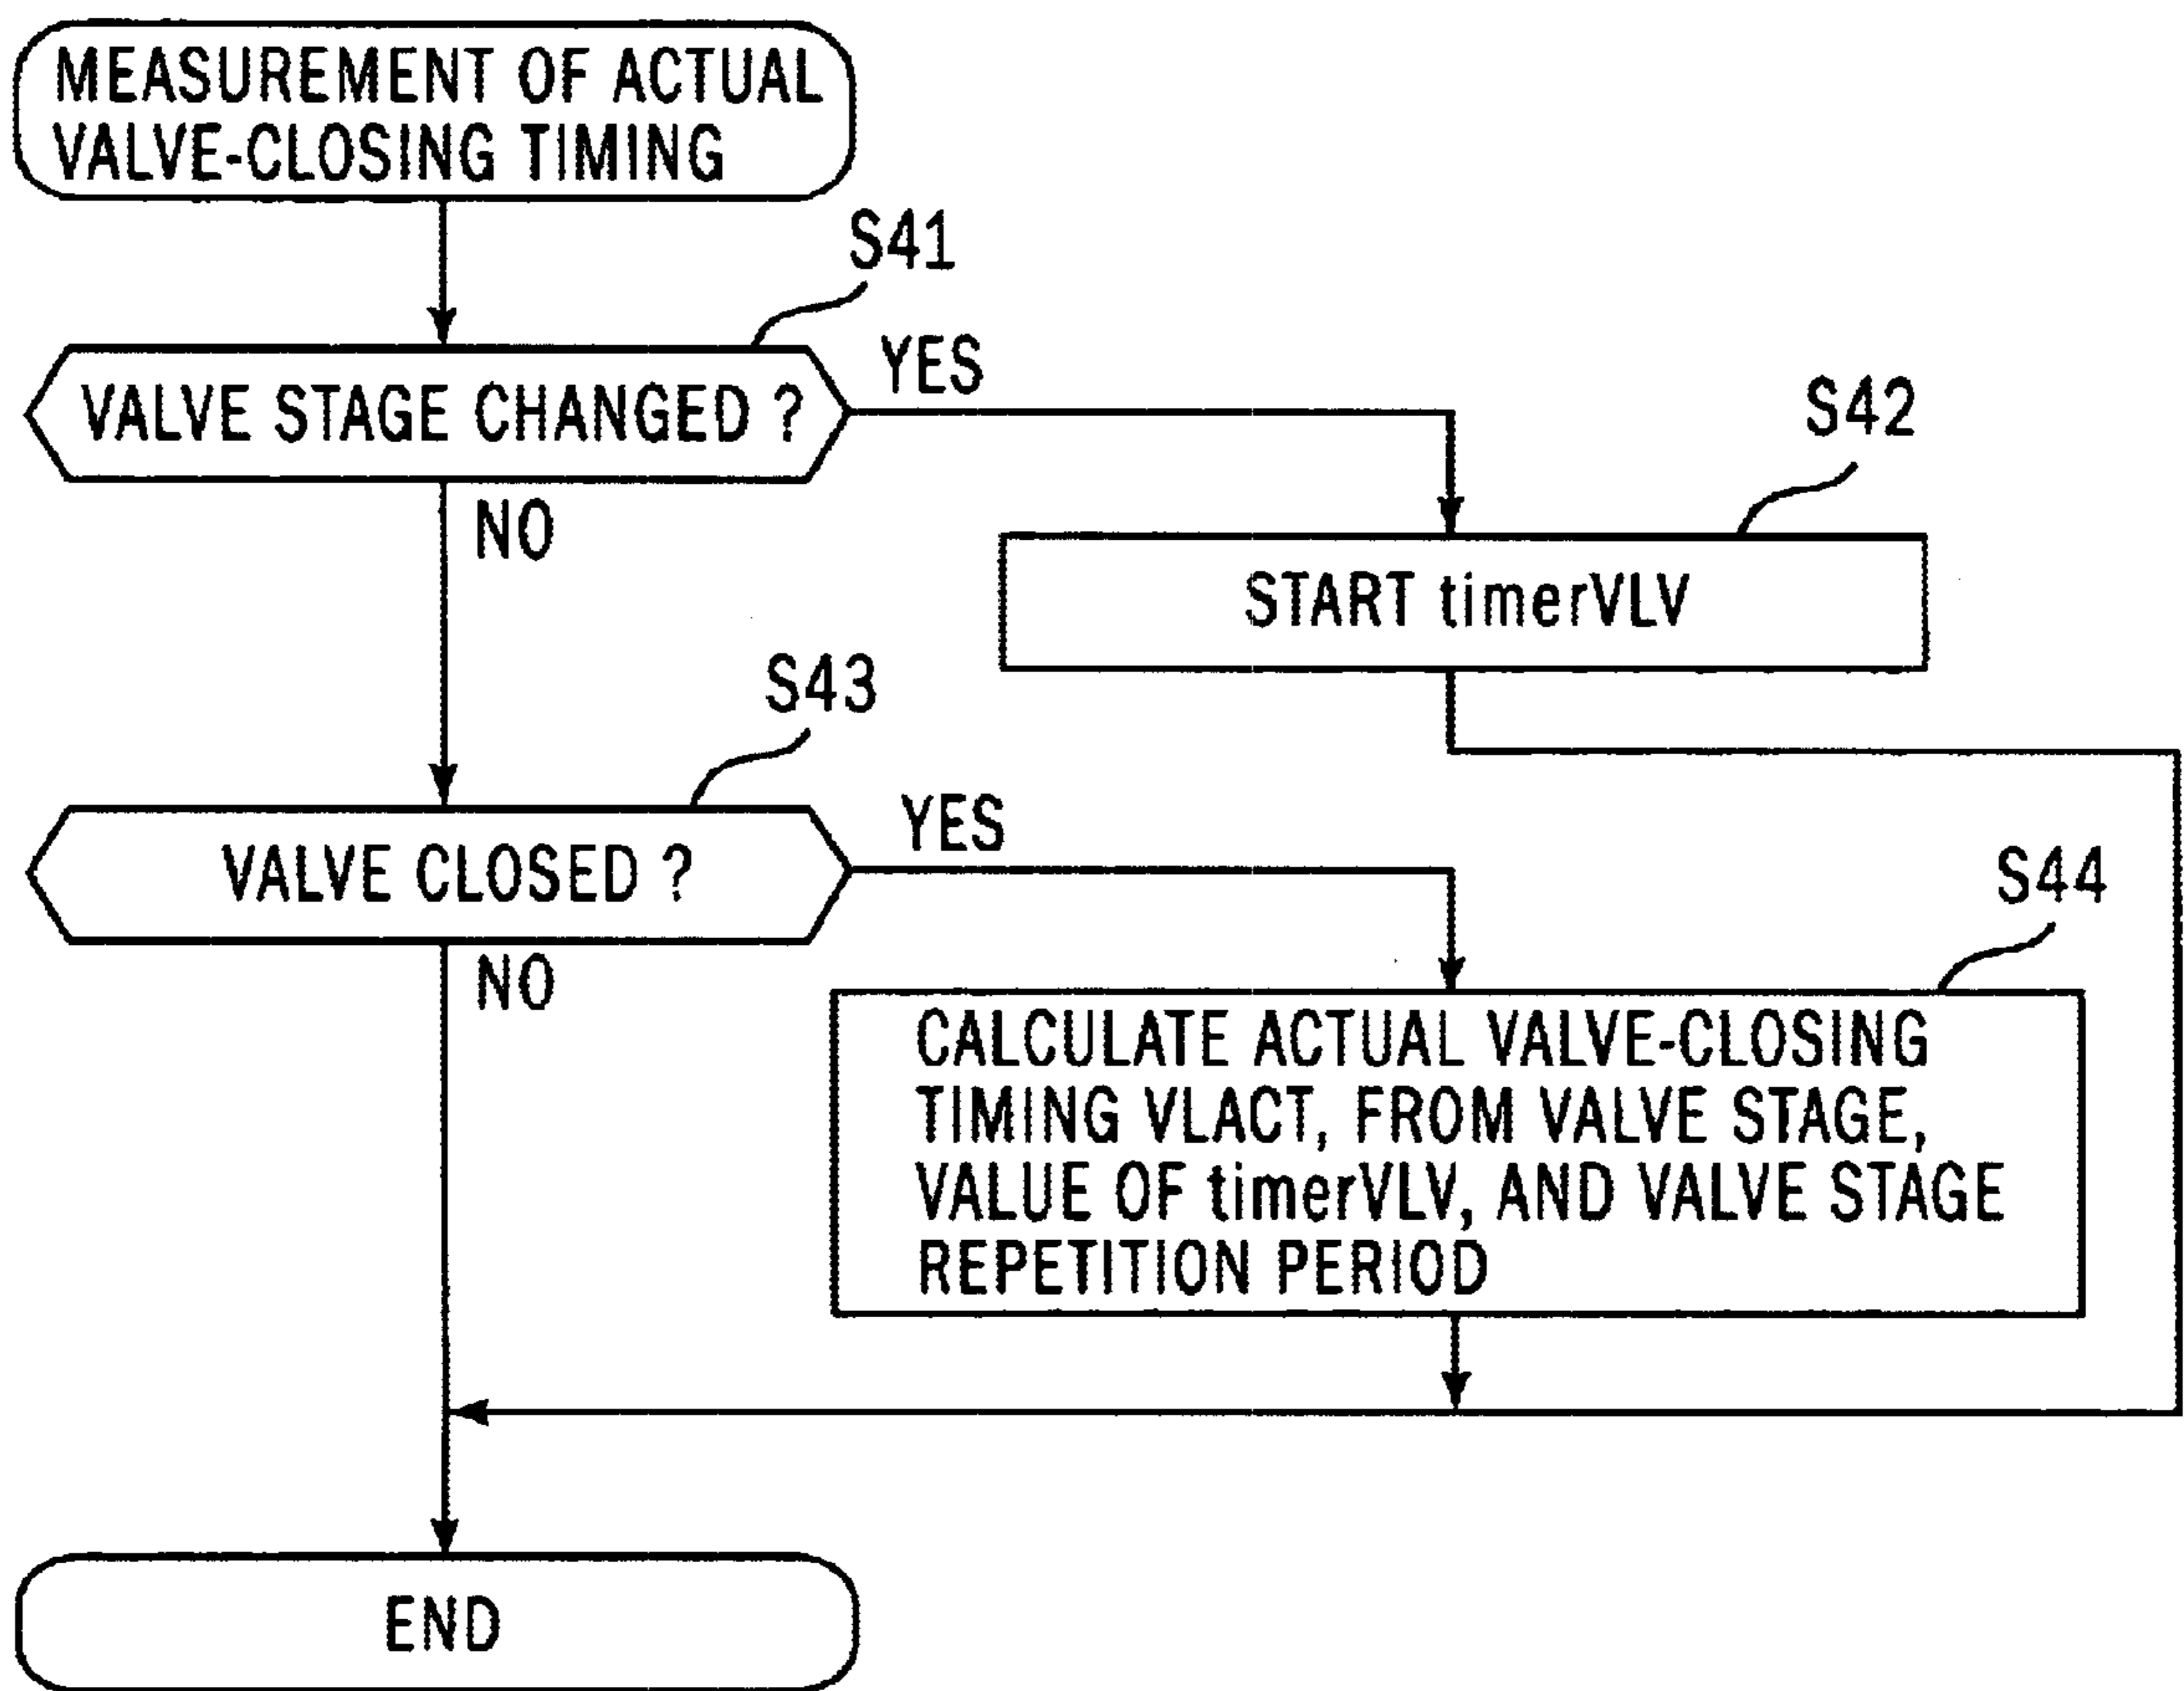 MEASUREMENT OF ACTUAL
VALVE-CLOSING TIMING
S41
VALVE STAGE CHANGED ?
YES
NO
S42
START timerVLV
S43
VALVE CLOSED ?
YES
NO
S44
CALCULATE ACTUAL VALVE-CLOSING
TIMING VLACT, FROM VALVE STAGE,
VALUE OF timerVLV, AND VALVE STAGE
REPETITION PERIOD
END